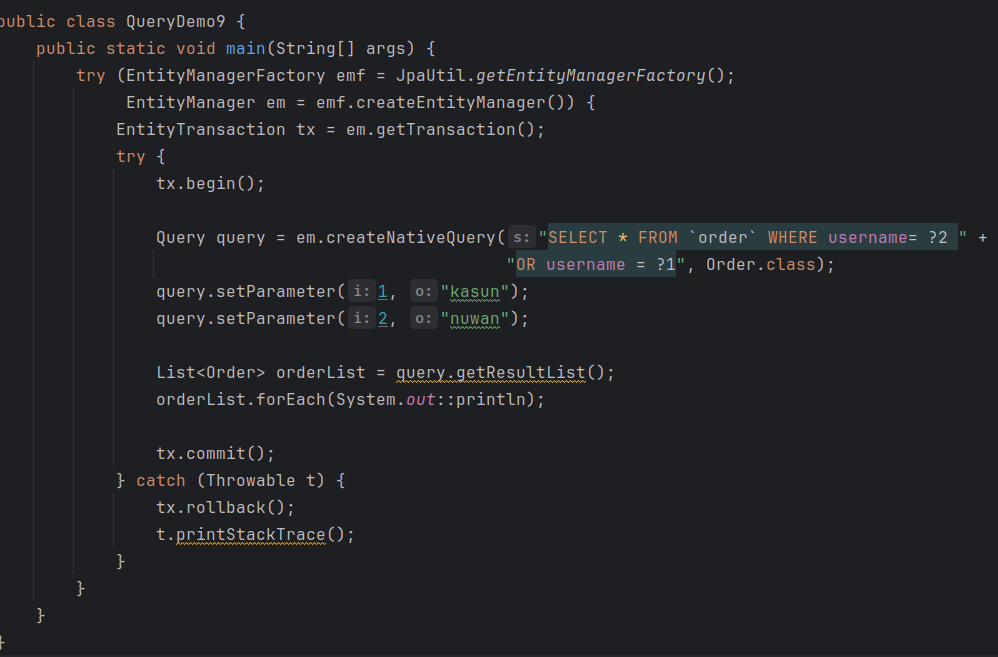 public class QueryDemo9 {
    public static void main(String[] args) {
        try (EntityManagerFactory emf = JpaUtil.getEntityManagerFactory();
             EntityManager em = emf.createEntityManager()) {
            EntityTransaction tx = em.getTransaction();
            try {
                tx.begin();

                Query query = em.createNativeQuery( s: "SELECT * FROM `order` WHERE username= ?2 " +
                                                   "OR username = ?1", Order.class);
                query.setParameter( i: 1, o: "kasun");
                query.setParameter( i: 2, o: "nuwan");

                List<Order> orderList = query.getResultList();
                orderList.forEach(System.out::println);

                tx.commit();
            } catch (Throwable t) {
                tx.rollback();
                t.printStackTrace();
            }
        }
    }
}